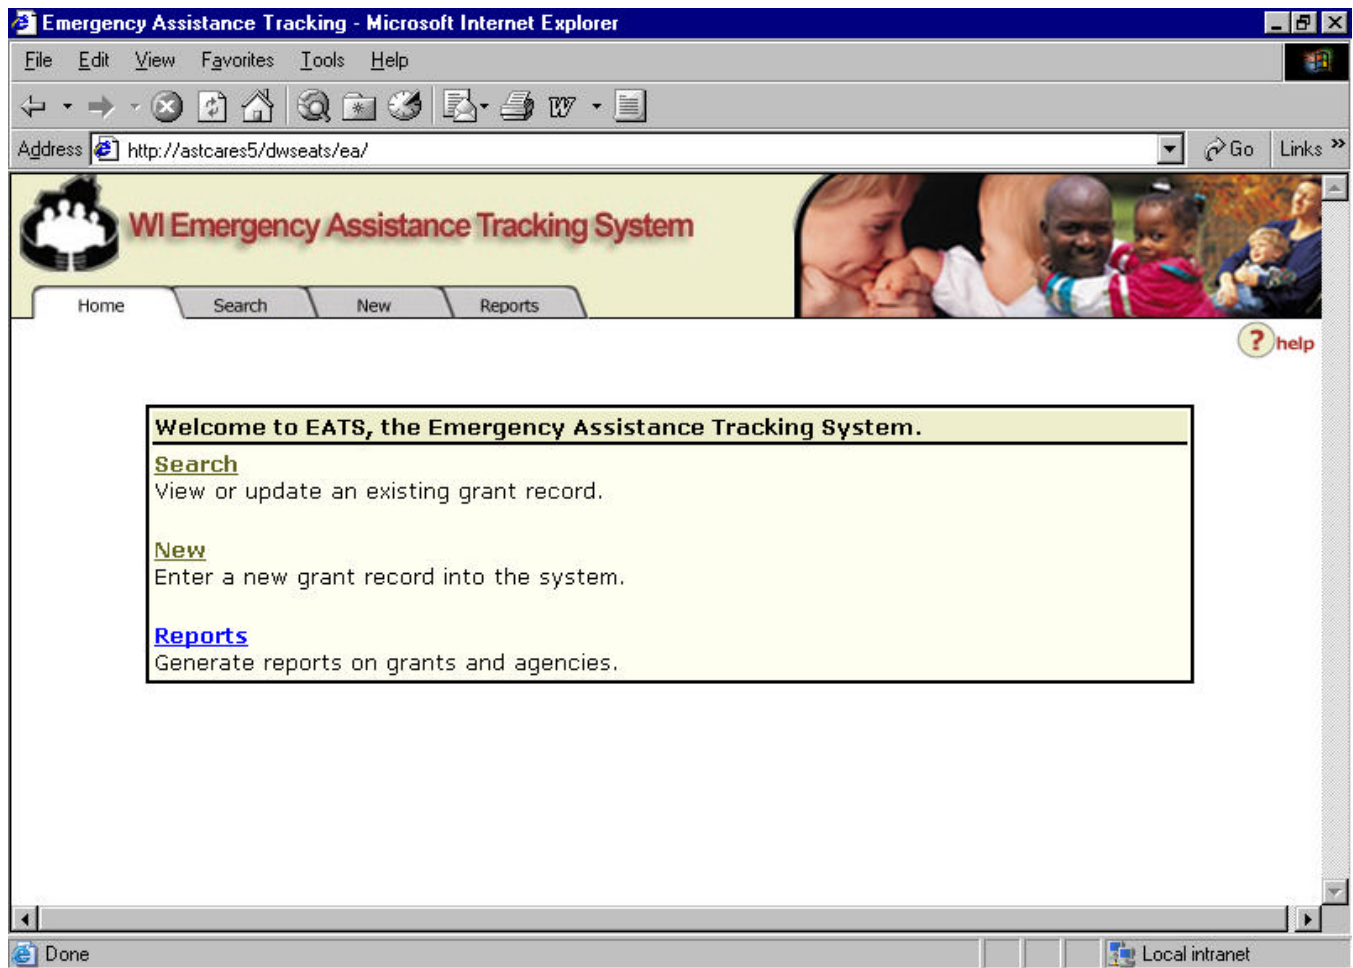 Emergency Assistance Tracking - Microsoft Internet Explorer
File Edit View Favorites Tools Help
Address http://astcares5/dwseats/ea/ Go Links »
WI Emergency Assistance Tracking System
Home Search New Reports
? help
Welcome to EATS, the Emergency Assistance Tracking System.
Search
View or update an existing grant record.
New
Enter a new grant record into the system.
Reports
Generate reports on grants and agencies.
Done Local intranet